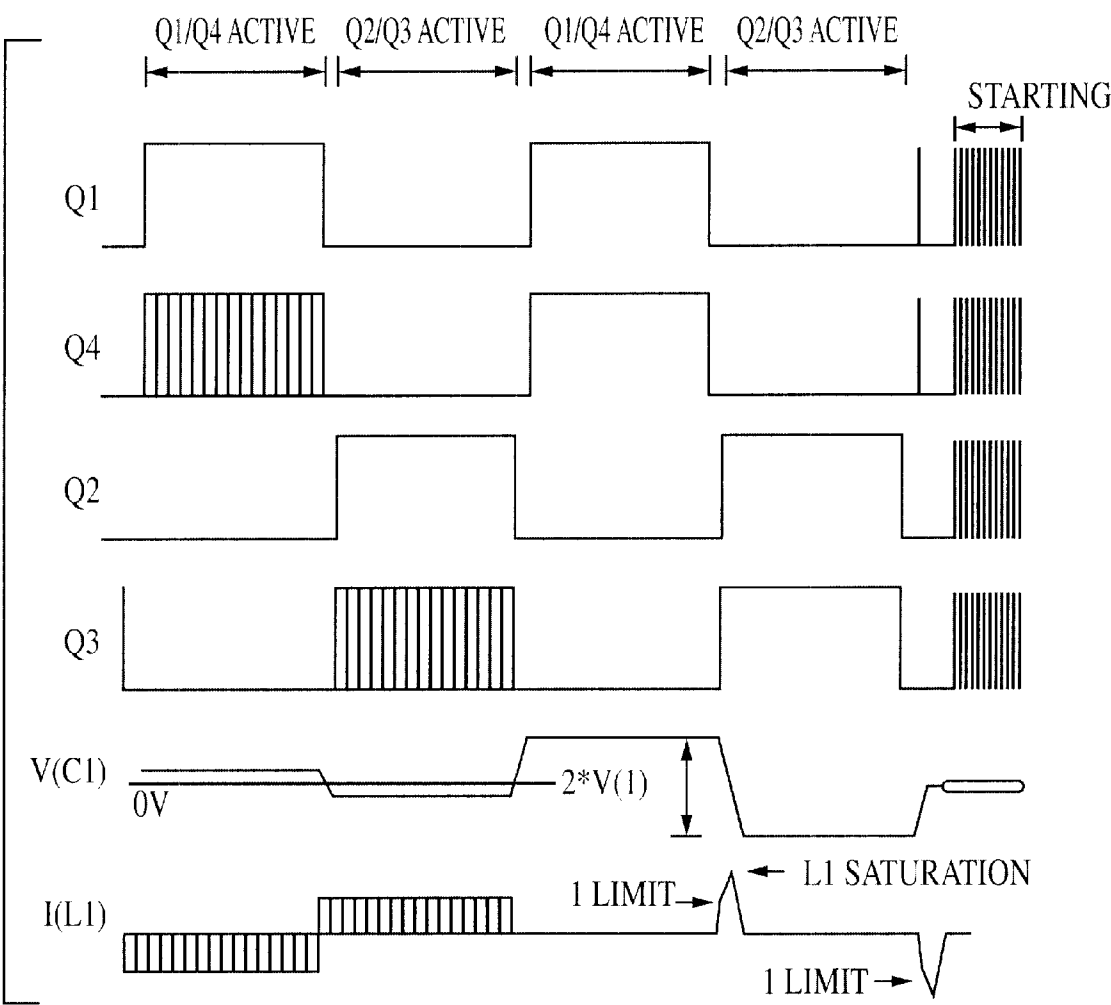 Q1/Q4 ACTIVE Q2/Q3 ACTIVE Q1/Q4 ACTIVE Q2/Q3 ACTIVE
STARTING
Q1
Q4
Q2
Q3
V(C1)
0V
2*V(1)
L1 SATURATION
1 LIMIT
I(L1)
1 LIMIT